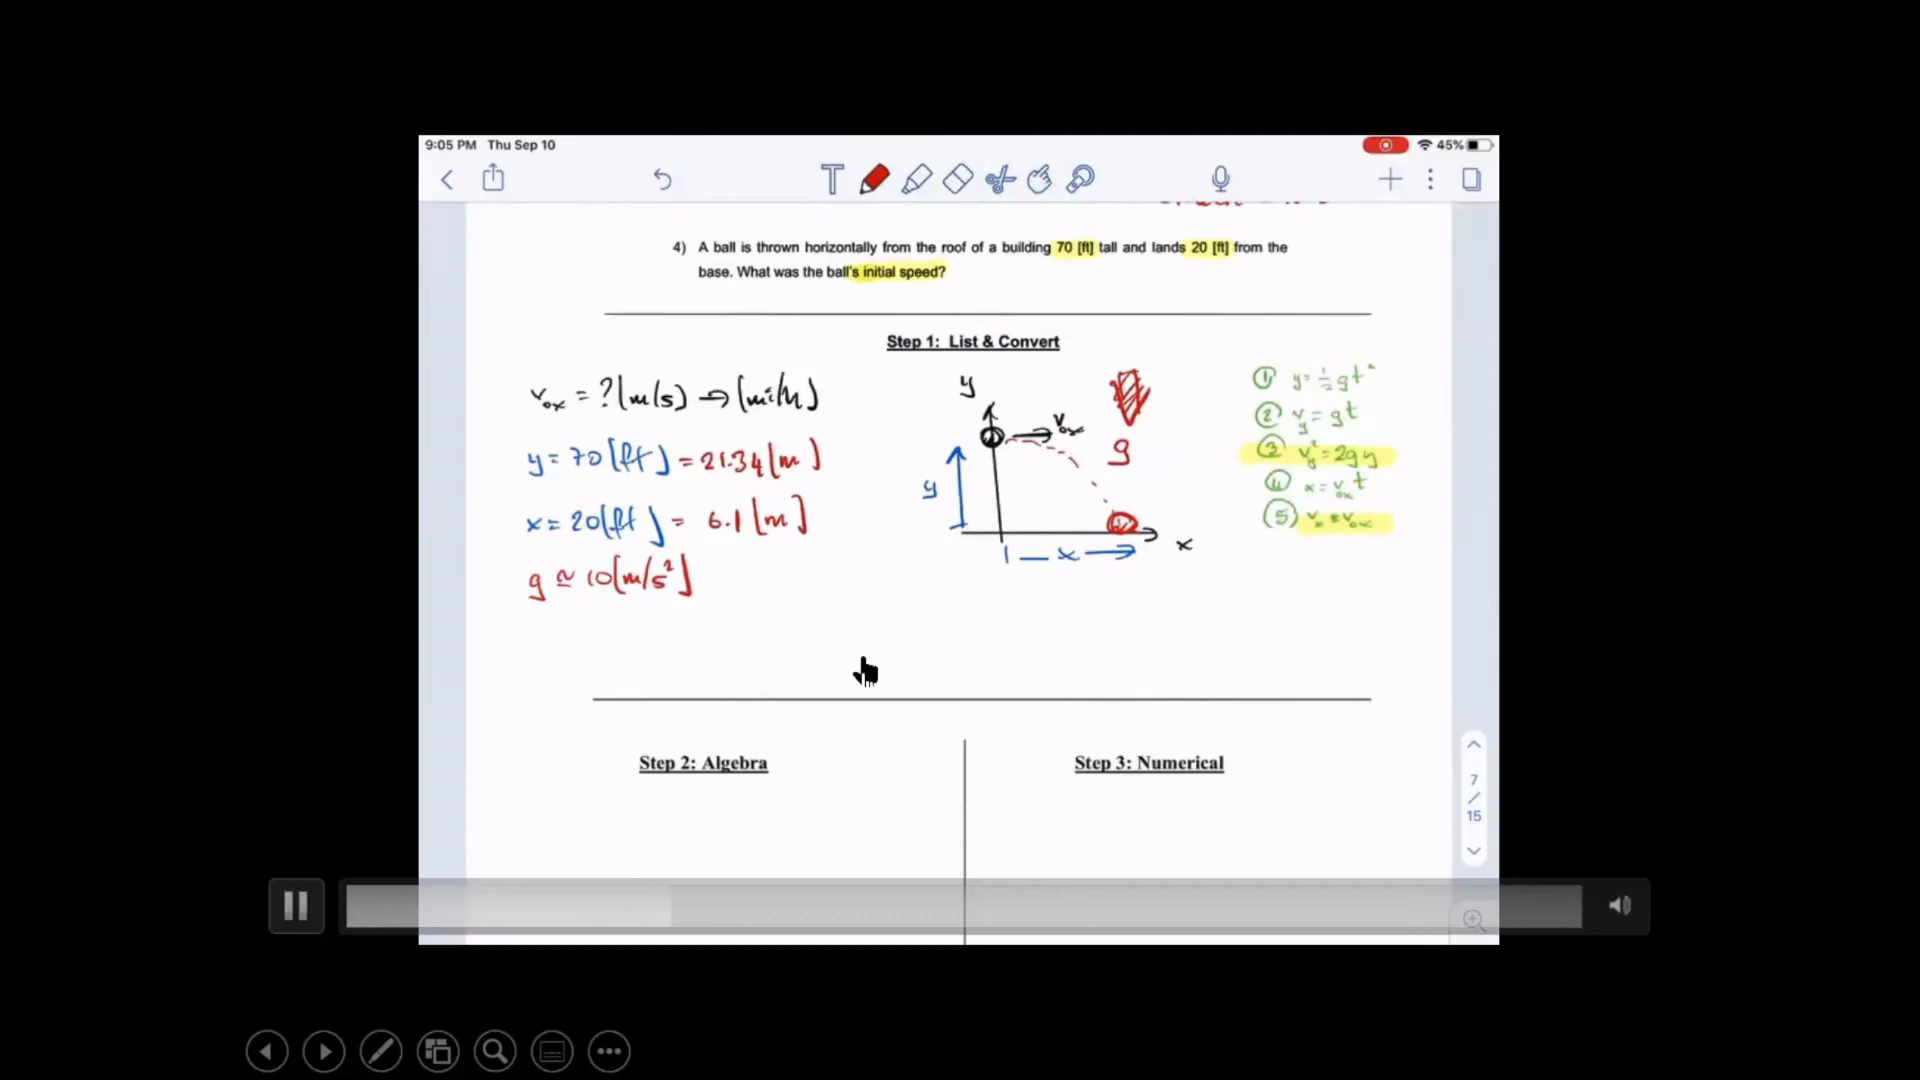 9:05 PM Thu Sep 10
45%
4) A ball is thrown horizontally from the roof of a building 70 [ft] tall and lands 20 [ft] from the
base. What was the ball's initial speed?
Step 1: List & Convert
v₀ₓ = ? [m/s] → [mi/h]
y = 70 [ft] = 21.34 [m]
x = 20 [ft] = 6.1 [m]
g ≃ 10 [m/s²]
y
v₀ₓ
g
y
x
x
① y = ½gt²
② v_y = gt
③ v_y² = 2gy
④ x = v₀ₓt
⑤ vₓ = v₀ₓ
Step 2: Algebra
Step 3: Numerical
7
/
15